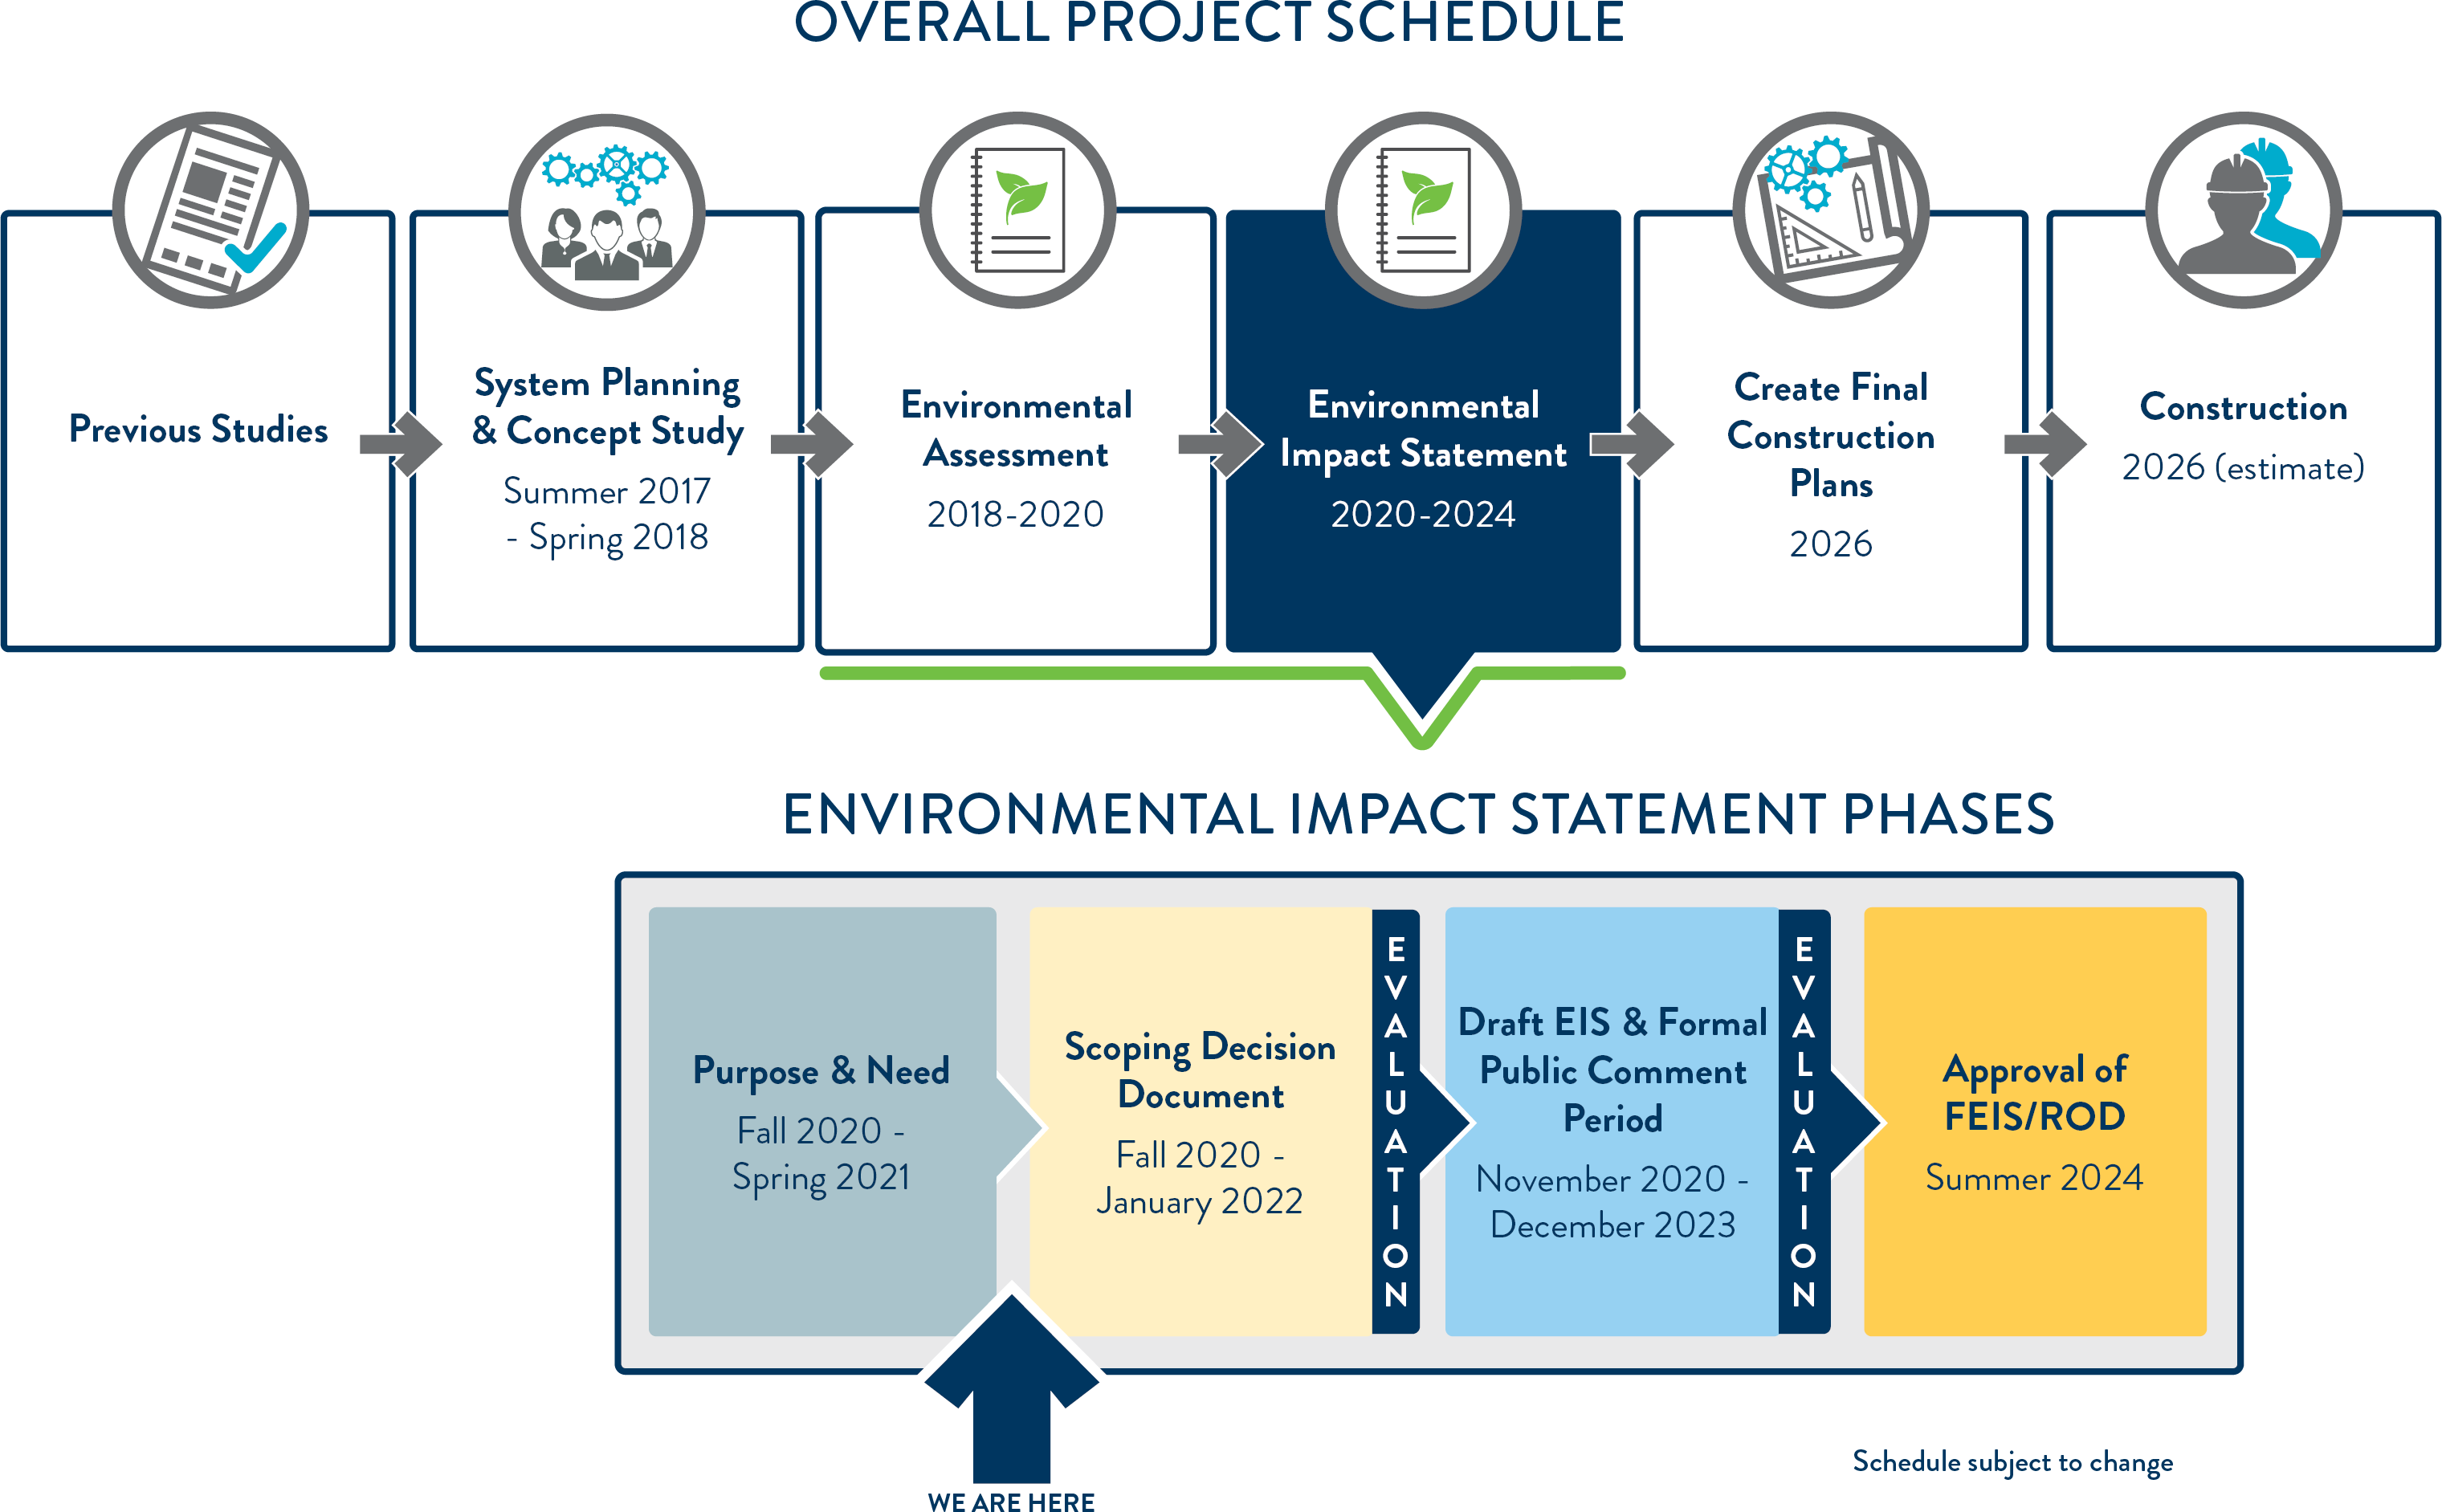 OVERALL PROJECT SCHEDULE
Previous Studies
System Planning
& Concept Study
Summer 2017
- Spring 2018
Environmental
Assessment
2018-2020
Environmental
Impact Statement
2020-2024
Create Final
Construction
Plans
2026
Construction
2026 (estimate)
ENVIRONMENTAL IMPACT STATEMENT PHASES
Purpose & Need
Fall 2020 -
Spring 2021
Scoping Decision
Document
Fall 2020 -
January 2022
EVALUATION
Draft EIS & Formal
Public Comment
Period
November 2020 -
December 2023
EVALUATION
Approval of
FEIS/ROD
Summer 2024
WE ARE HERE
Schedule subject to change